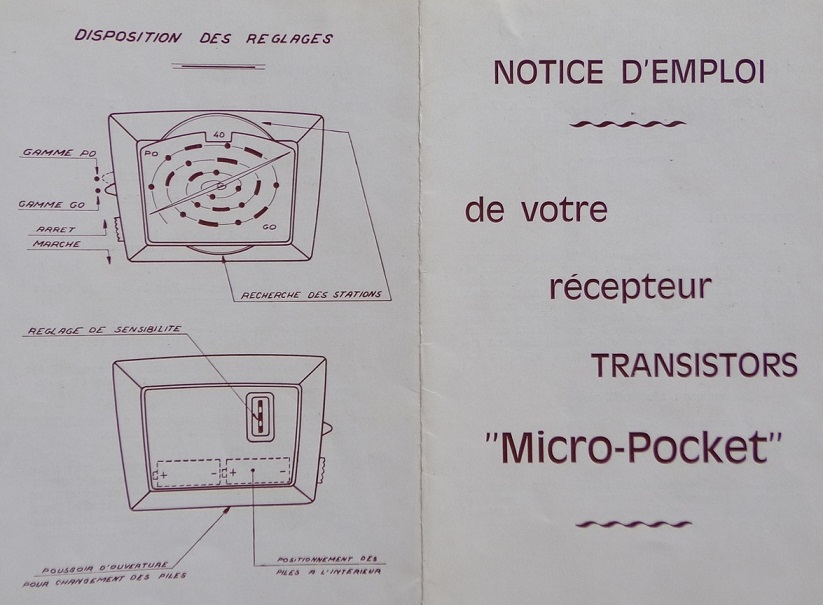 DISPOSITION DES REGLAGES
40
PO
GAMME PO
GAMME GO
GO
ARRET
MARCHE
RECHERCHE DES STATIONS
REGLAGE DE SENSIBILITE
+ - + -
POUSSOIR D'OUVERTURE
POUR CHANGEMENT DES PILES
POSITIONNEMENT DES
PILES A L'INTÉRIEUR
NOTICE D'EMPLOI
de votre
récepteur
TRANSISTORS
"Micro-Pocket"